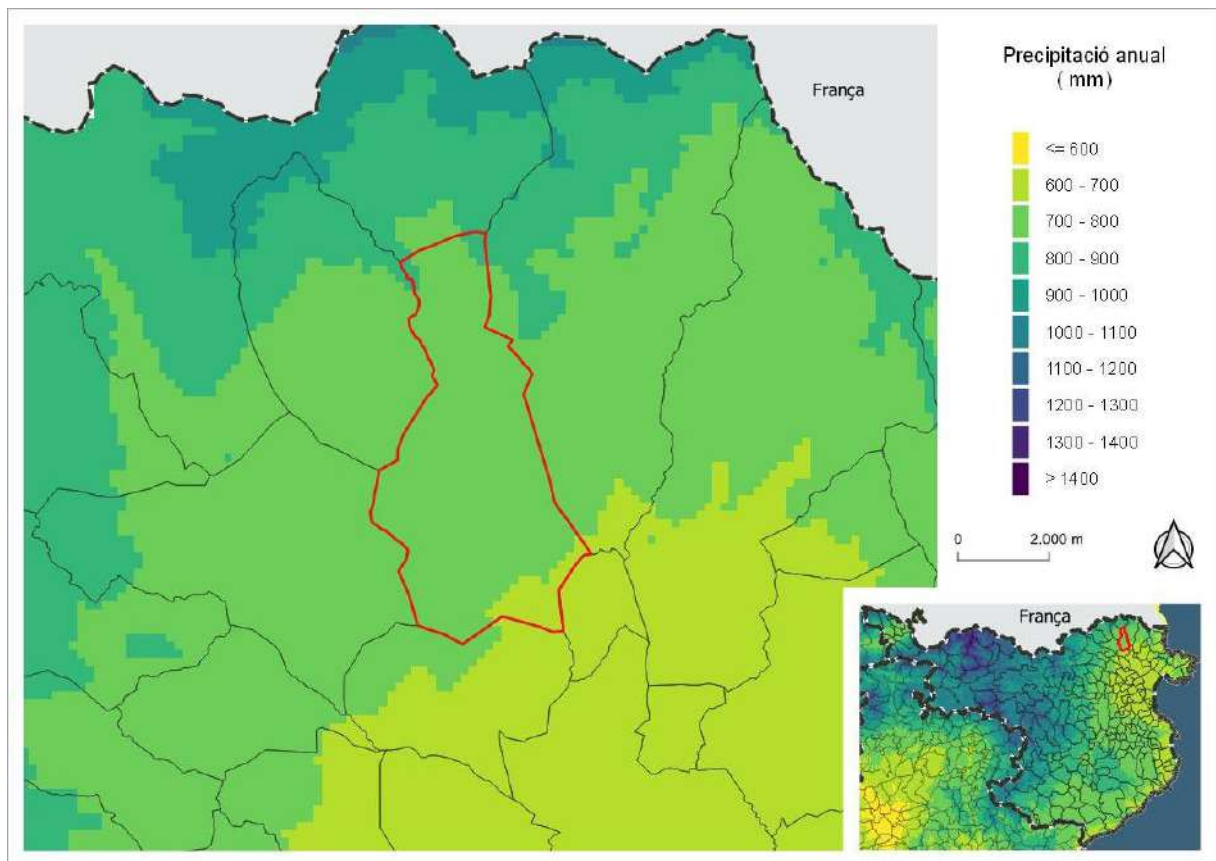 França
Precipitació anual
( mm)
<= 600
600 - 700
700 - 800
800 - 900
900 - 1000
1000 - 1100
1100 - 1200
1200 - 1300
1300 - 1400
> 1400
0
2.000 m
França